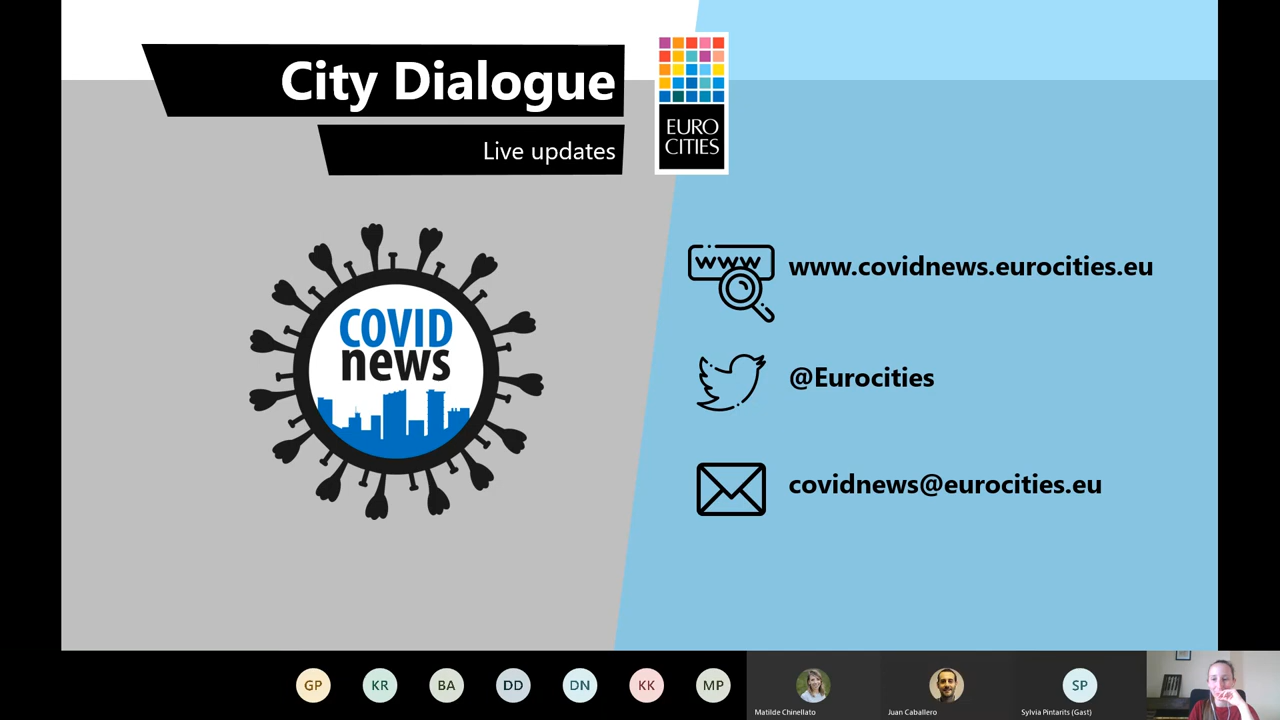 City Dialogue
Live updates
EURO
CITIES
COVID
news
www
www.covidnews.eurocities.eu
@Eurocities
covidnews@eurocities.eu
GP
KR
BA
DD
DN
KK
MP
SP
Matilde Chinellato
Juan Caballero
Sylvia Pintarits (Gast)